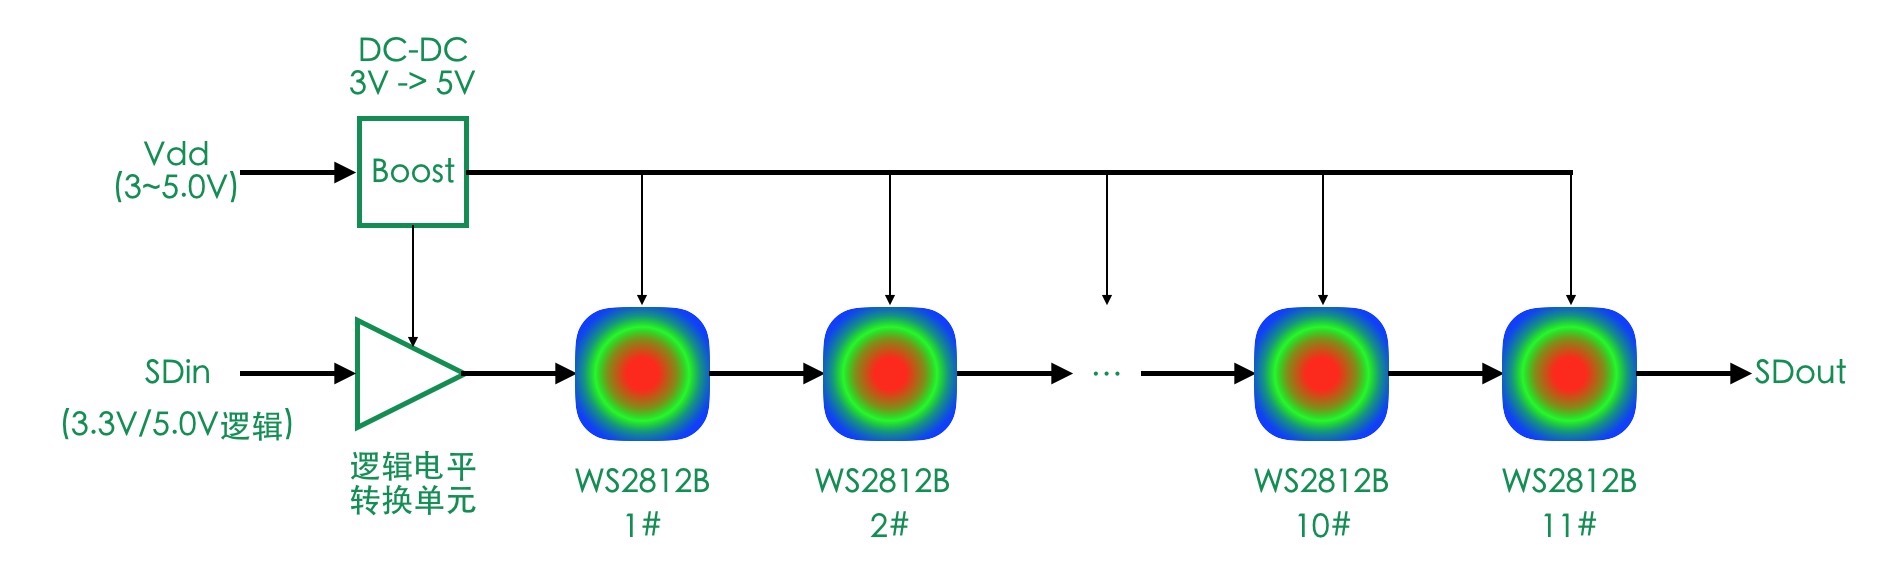 DC-DC
3V -> 5V
Vdd
(3~5.0V)
Boost
SDin
(3.3V/5.0V逻辑)
逻辑电平
转换单元
...
SDout
WS2812B
1#
WS2812B
2#
WS2812B
10#
WS2812B
11#